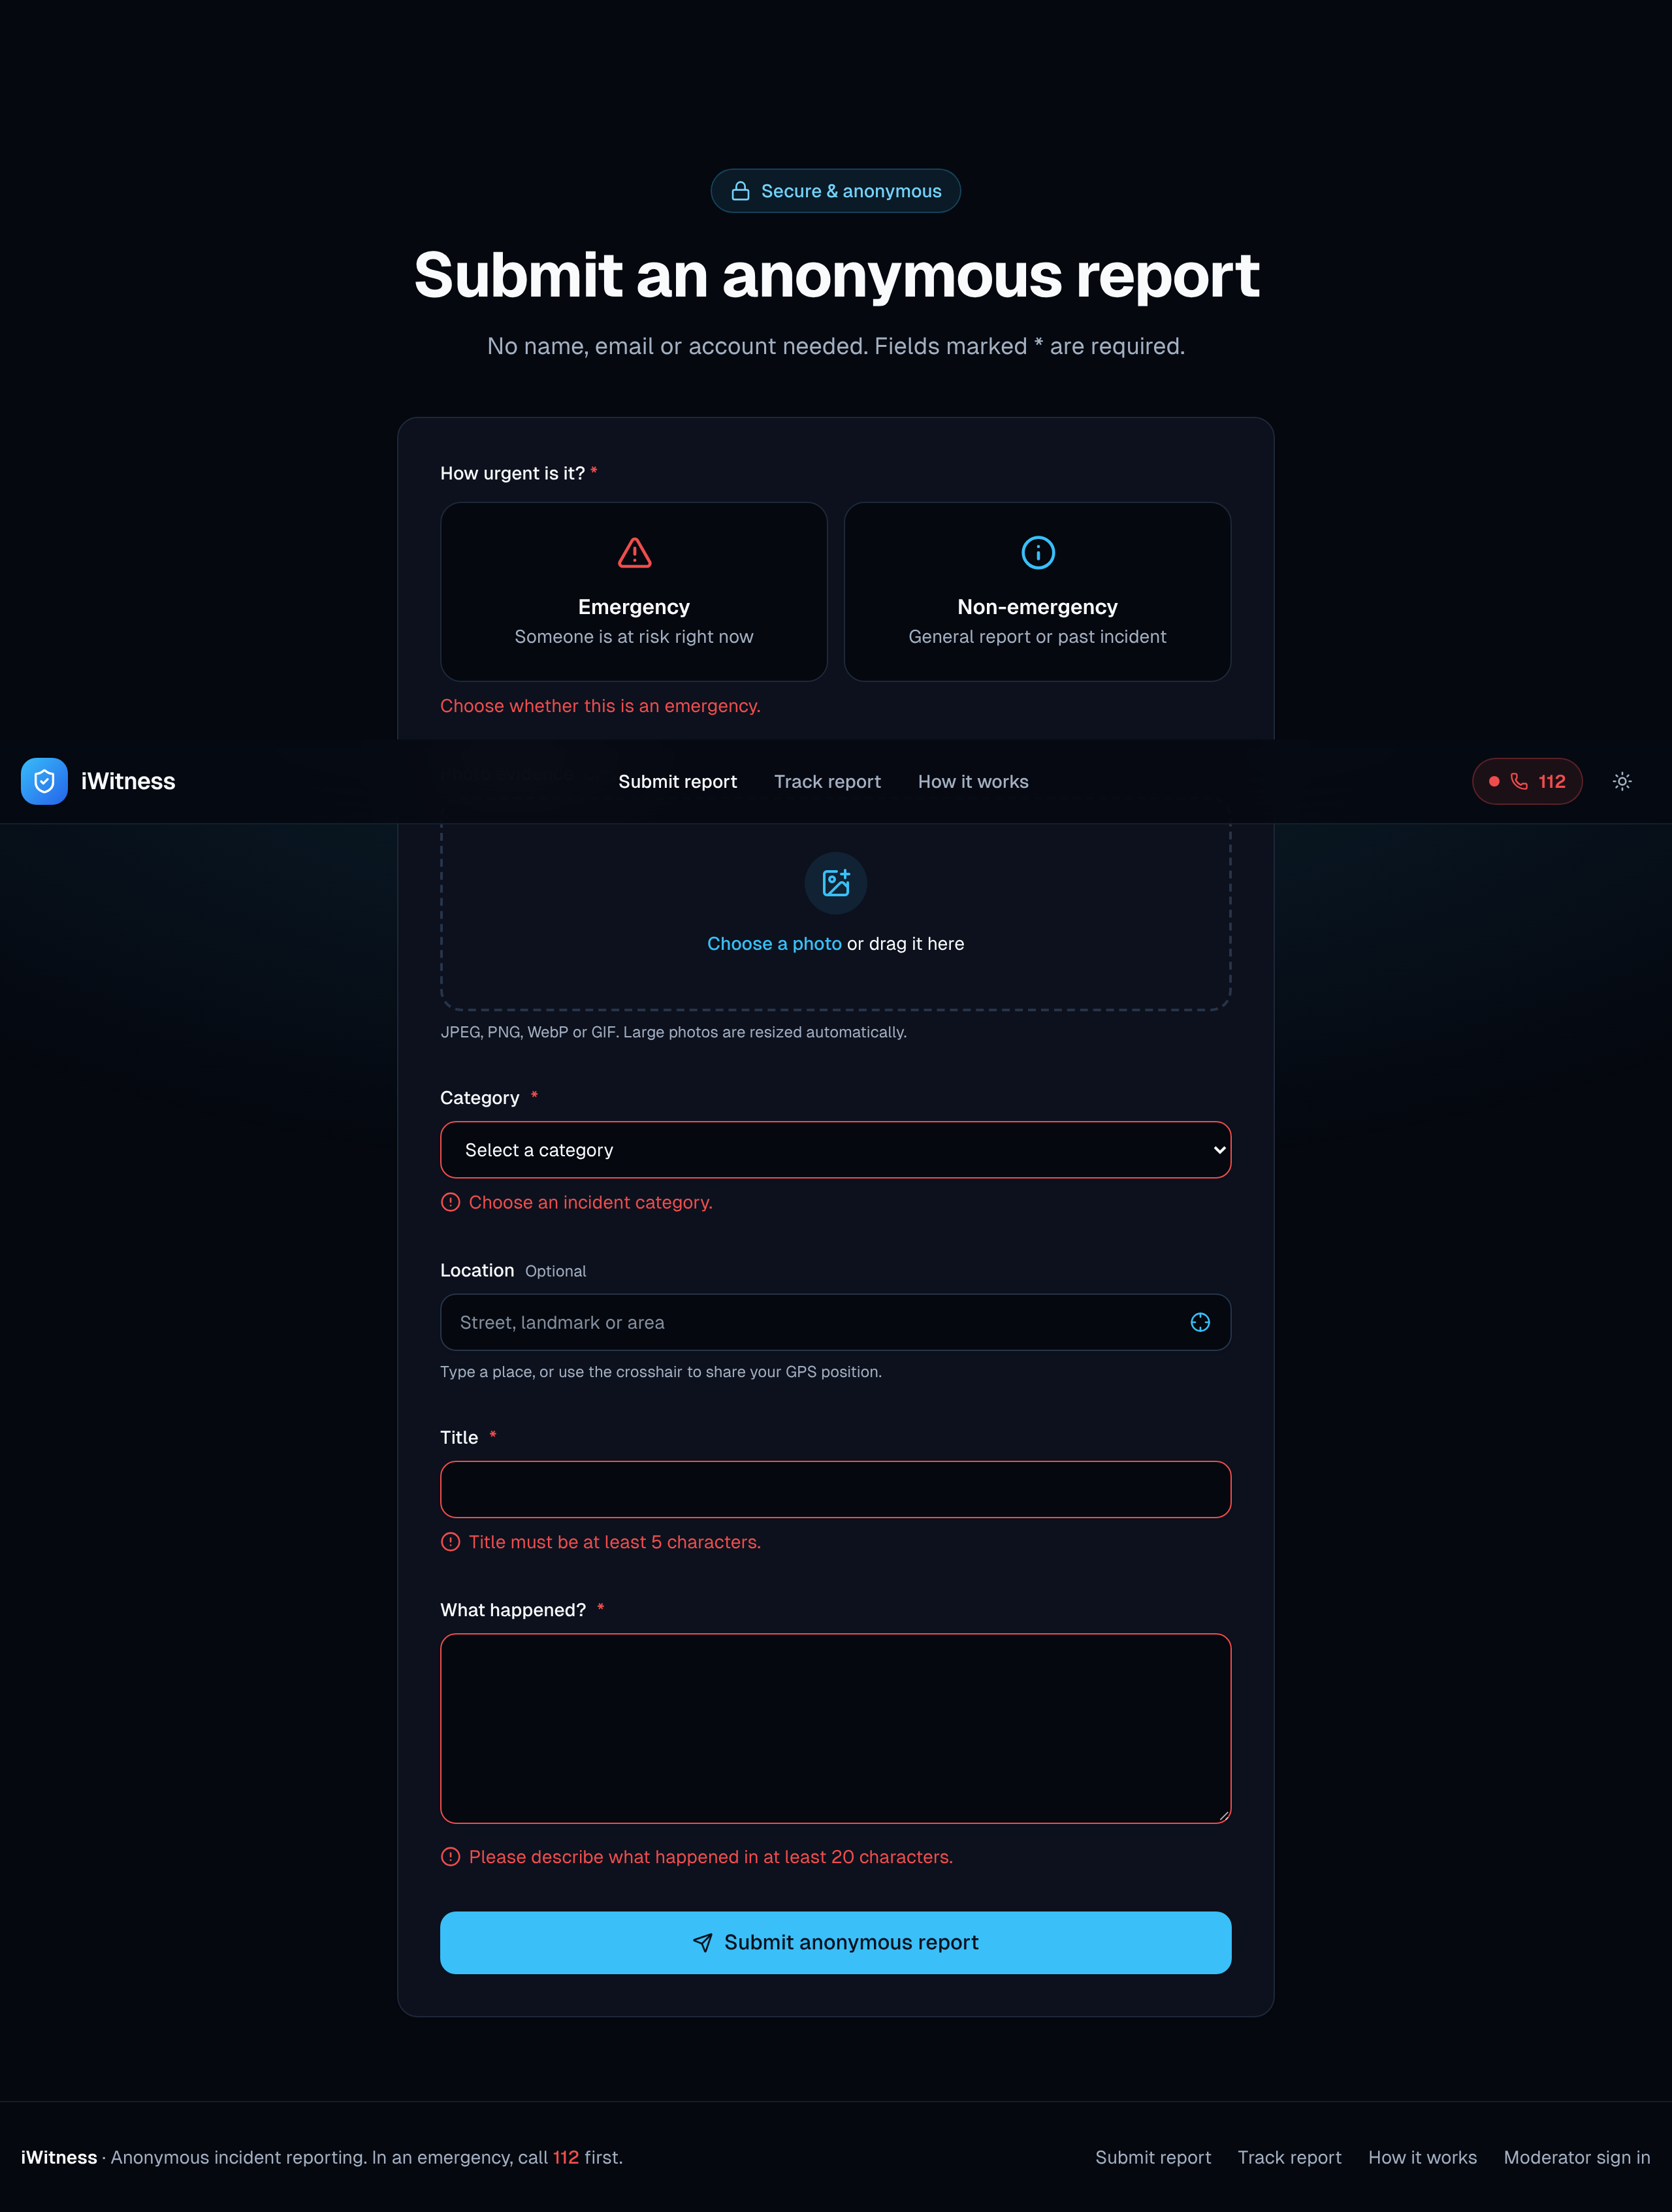 Secure & anonymous
Submit an anonymous report
No name, email or account needed. Fields marked * are required.
How urgent is it? *
Emergency
Someone is at risk right now
Non-emergency
General report or past incident
Choose whether this is an emergency.
iWitness
Submit report
Track report
How it works
112
Choose a photo or drag it here
JPEG, PNG, WebP or GIF. Large photos are resized automatically.
Category *
Select a category
Choose an incident category.
Location Optional
Street, landmark or area
Type a place, or use the crosshair to share your GPS position.
Title *
Title must be at least 5 characters.
What happened? *
Please describe what happened in at least 20 characters.
Submit anonymous report
iWitness · Anonymous incident reporting. In an emergency, call 112 first.
Submit report
Track report
How it works
Moderator sign in